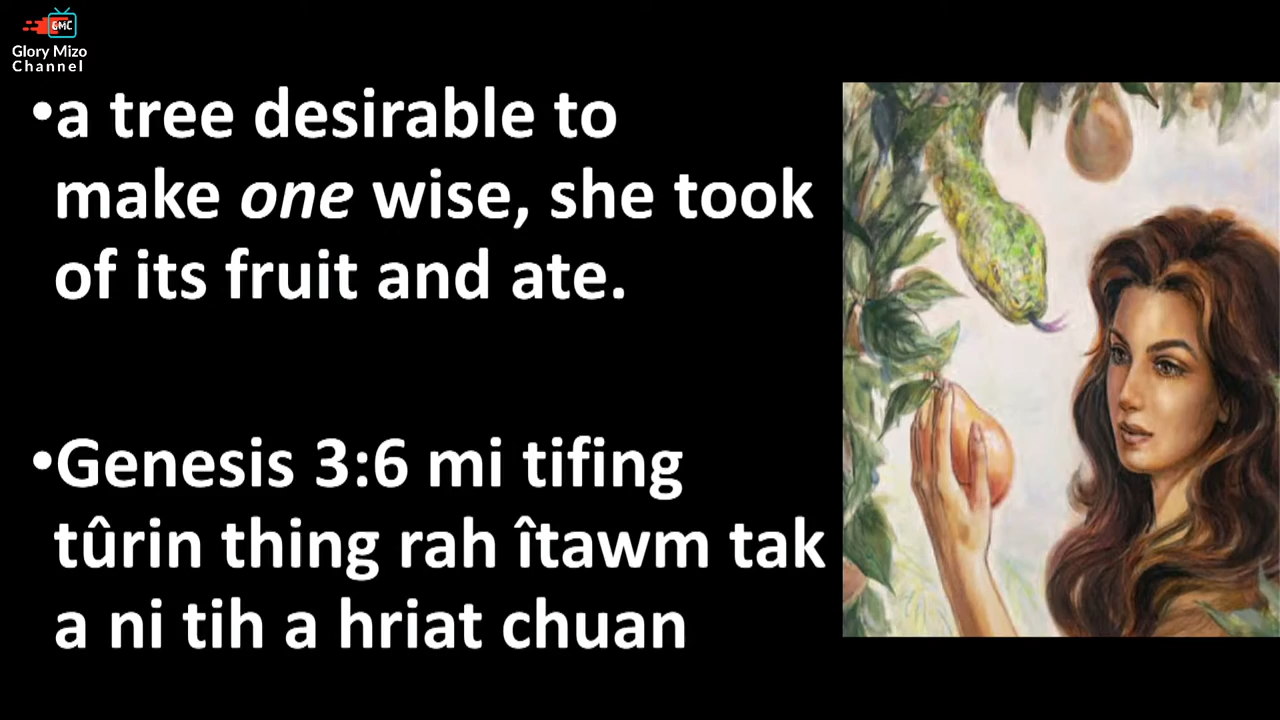 GMC
Glory Mizo
Channel
•a tree desirable to
make one wise, she took
of its fruit and ate.
•Genesis 3:6 mi tifing
tûrin thing rah îtawm tak
a ni tih a hriat chuan